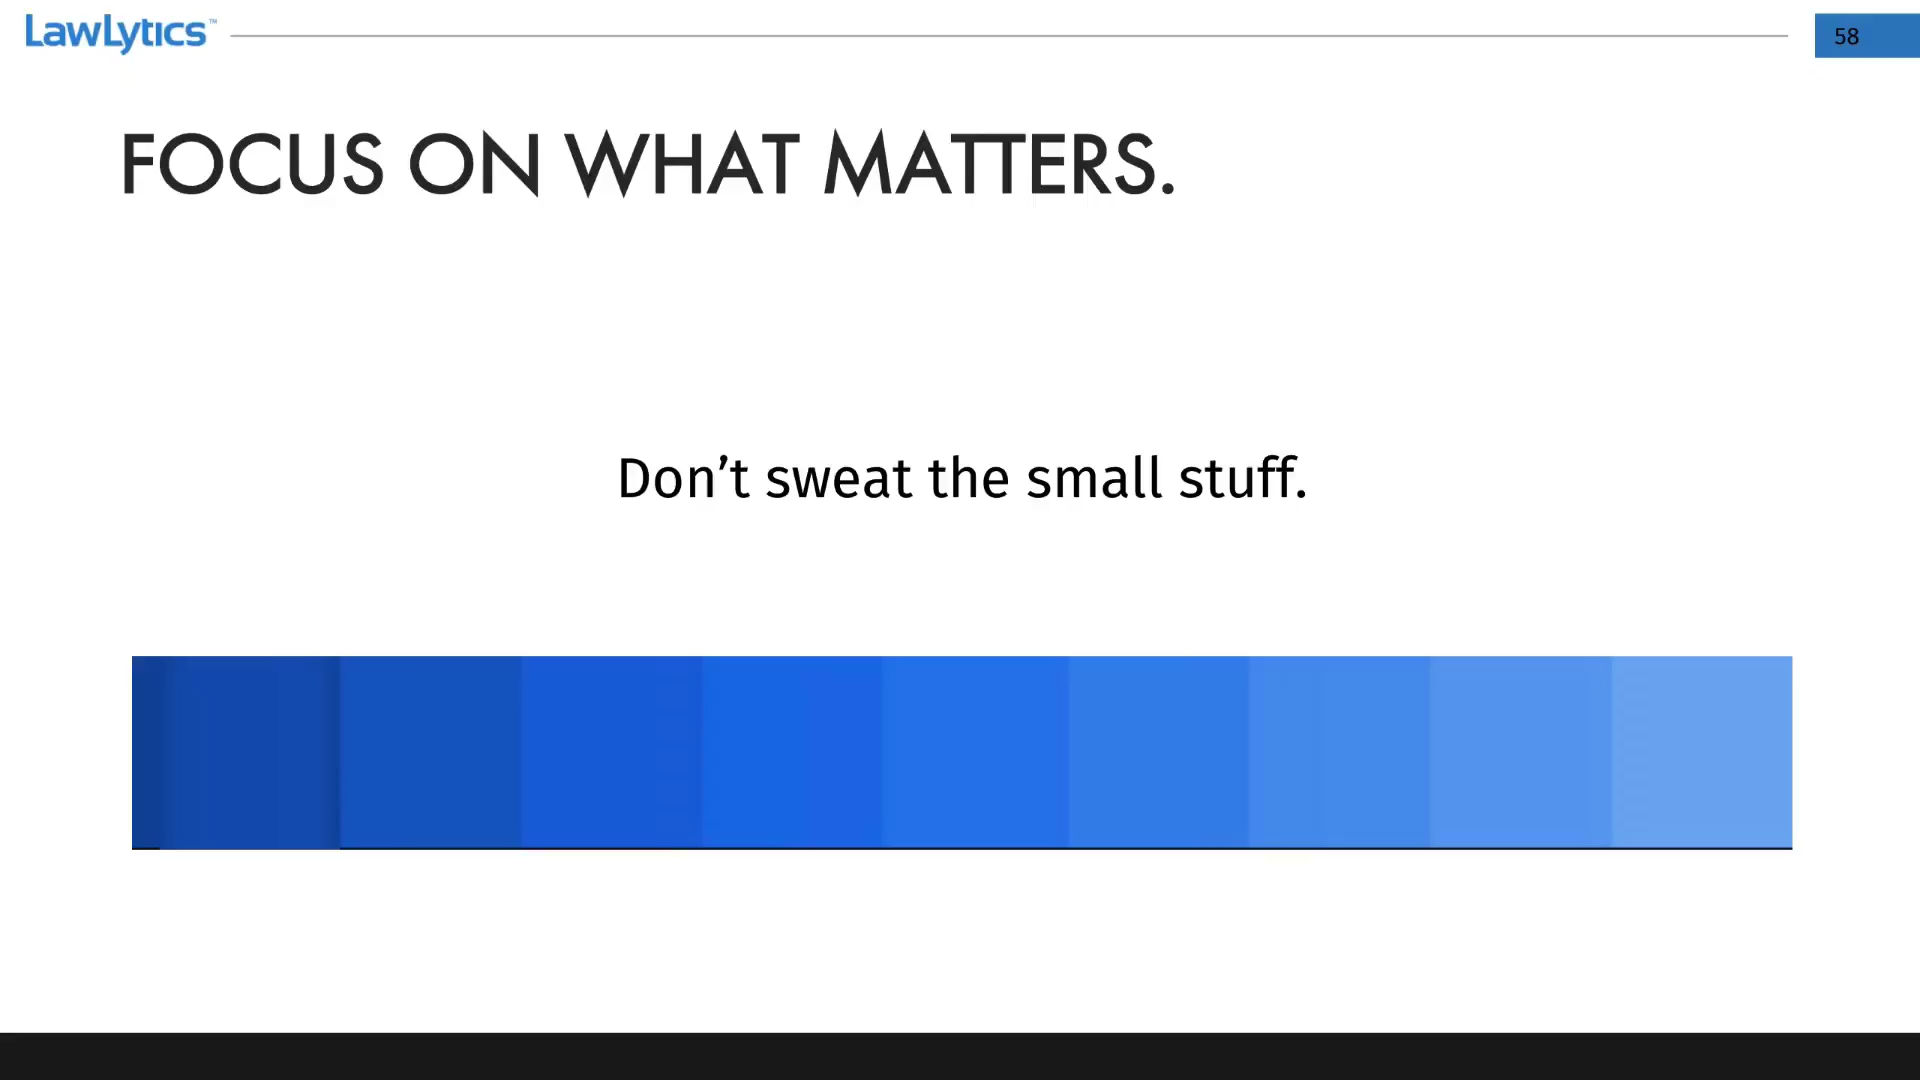 LawLytics™
58
FOCUS ON WHAT MATTERS.
Don’t sweat the small stuff.